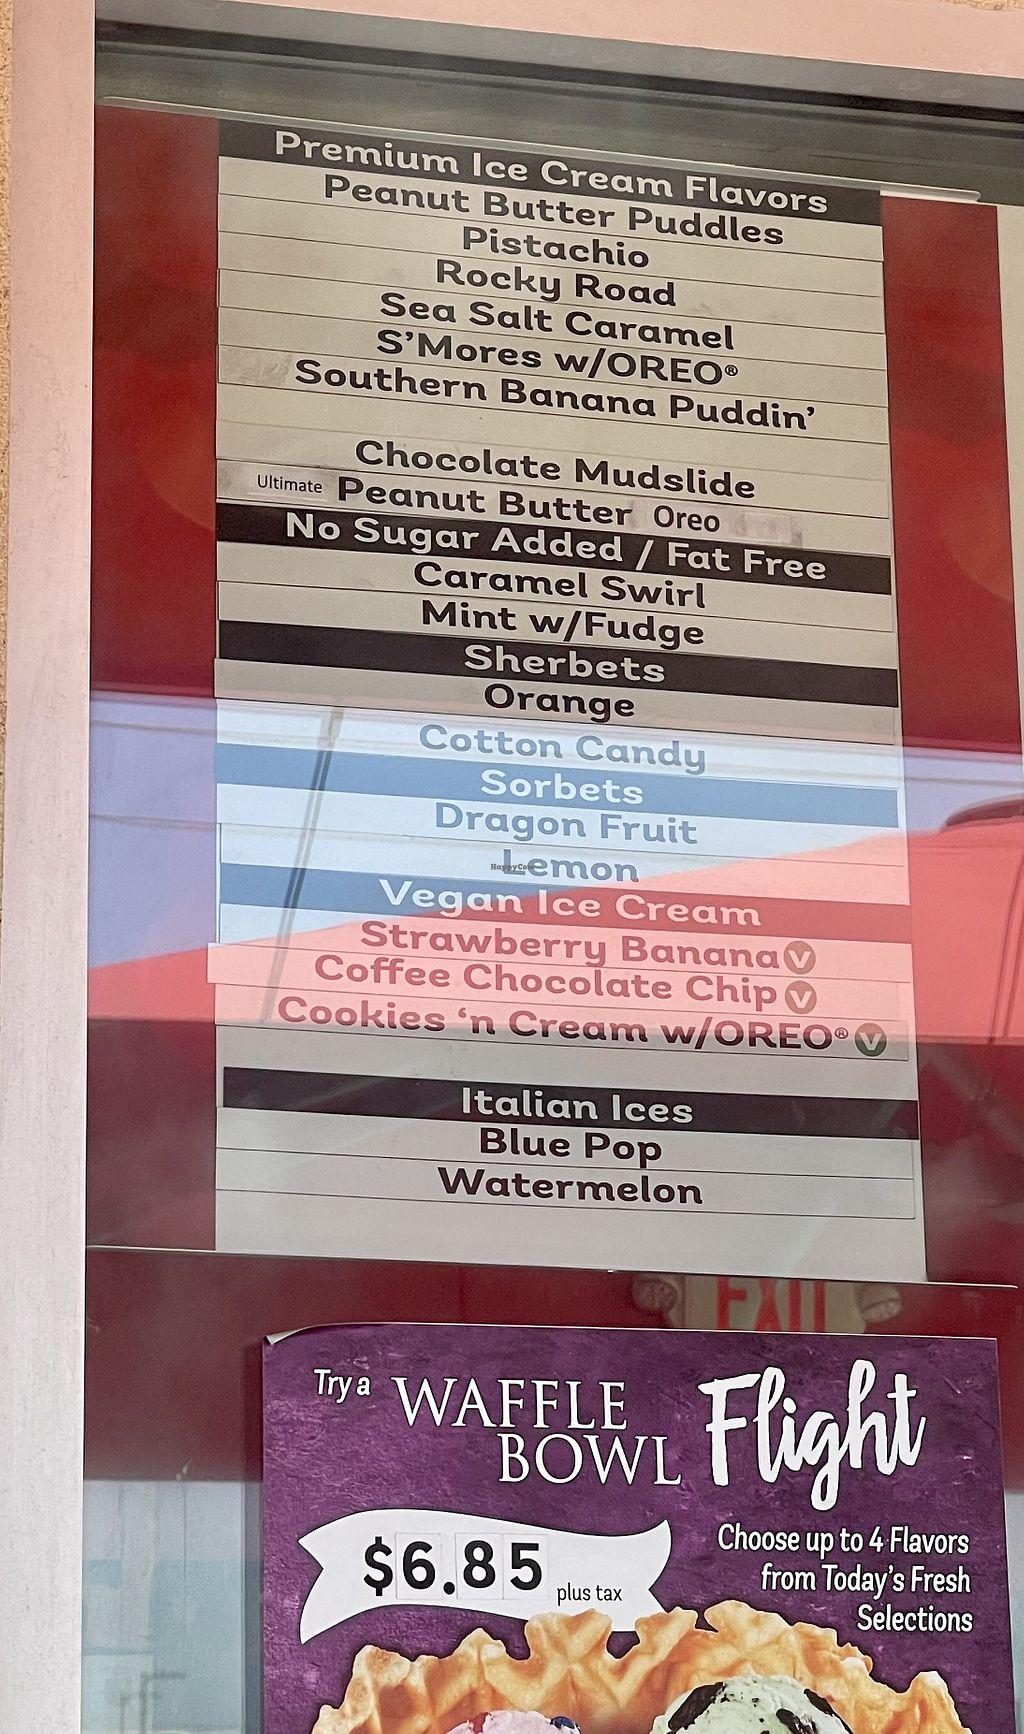 Premium Ice Cream Flavors
Peanut Butter Puddles
Pistachio
Rocky Road
Sea Salt Caramel
S'Mores w/OREO®
Southern Banana Puddin'
Chocolate Mudslide
Ultimate Peanut Butter Oreo
No Sugar Added / Fat Free
Caramel Swirl
Mint w/Fudge
Sherbets
Orange
Cotton Candy
Sorbets
Dragon Fruit
Lemon
HappyCow
Vegan Ice Cream
Strawberry Banana V
Coffee Chocolate Chip V
Cookies 'n Cream w/OREO® V
Italian Ices
Blue Pop
Watermelon
EXIT
Try a WAFFLE BOWL Flight
$6.85 plus tax
Choose up to 4 Flavors
from Today's Fresh
Selections